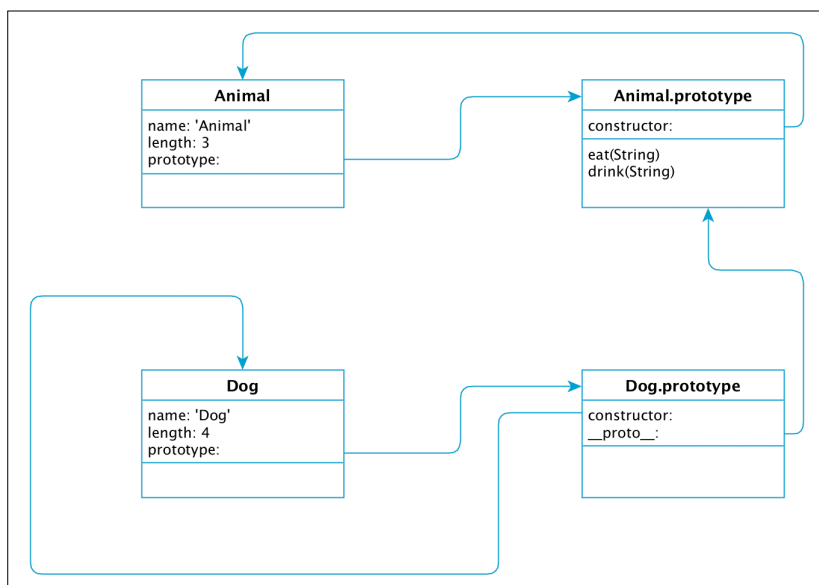 Animal
name: 'Animal'
length: 3
prototype:
Animal.prototype
constructor:
eat(String)
drink(String)
Dog
name: 'Dog'
length: 4
prototype:
Dog.prototype
constructor:
__proto__: